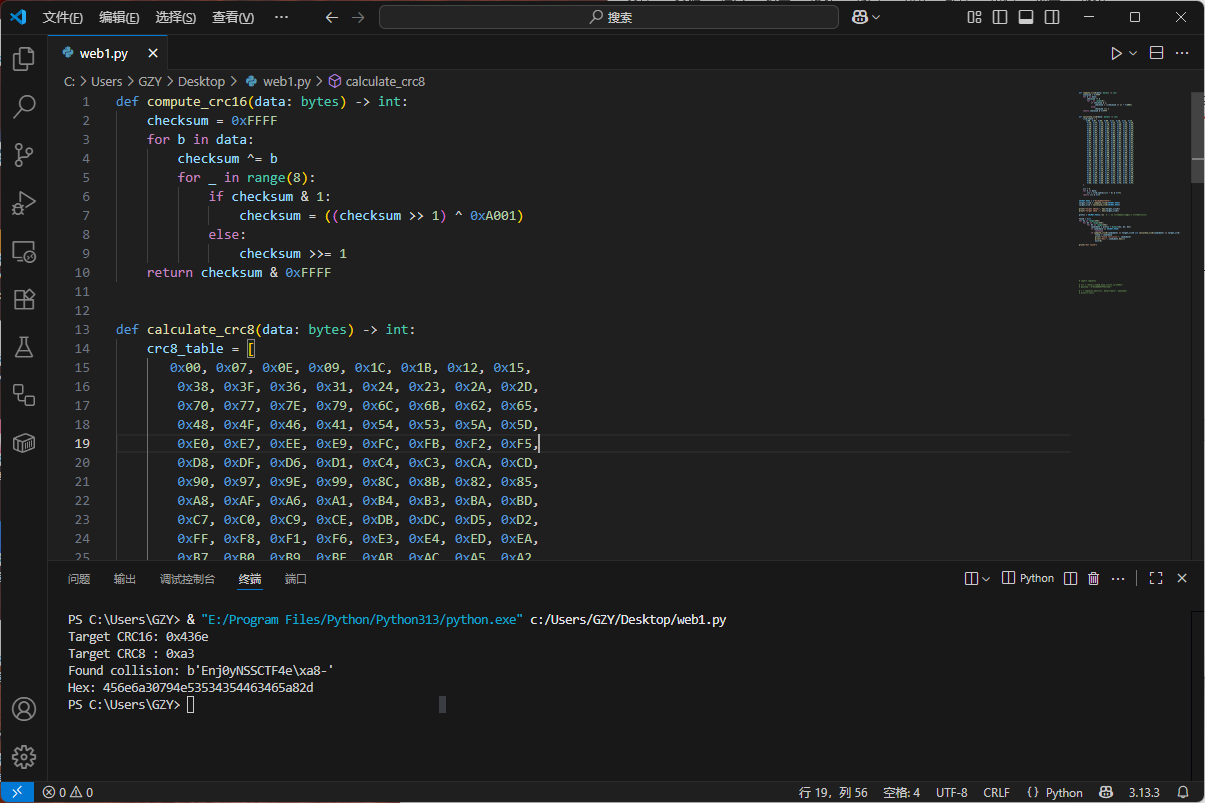 文件(F) 编辑(E) 选择(S) 查看(V) ··· 搜索
web1.py
C: > Users > GZY > Desktop > web1.py > calculate_crc8
1 def compute_crc16(data: bytes) -> int:
2 checksum = 0xFFFF
3 for b in data:
4 checksum ^= b
5 for _ in range(8):
6 if checksum & 1:
7 checksum = ((checksum >> 1) ^ 0xA001)
8 else:
9 checksum >>= 1
10 return checksum & 0xFFFF
11
12
13 def calculate_crc8(data: bytes) -> int:
14 crc8_table = [
15 0x00, 0x07, 0x0E, 0x09, 0x1C, 0x1B, 0x12, 0x15,
16 0x38, 0x3F, 0x36, 0x31, 0x24, 0x23, 0x2A, 0x2D,
17 0x70, 0x77, 0x7E, 0x79, 0x6C, 0x6B, 0x62, 0x65,
18 0x48, 0x4F, 0x46, 0x41, 0x54, 0x53, 0x5A, 0x5D,
19 0xE0, 0xE7, 0xEE, 0xE9, 0xFC, 0xFB, 0xF2, 0xF5,
20 0xD8, 0xDF, 0xD6, 0xD1, 0xC4, 0xC3, 0xCA, 0xCD,
21 0x90, 0x97, 0x9E, 0x99, 0x8C, 0x8B, 0x82, 0x85,
22 0xA8, 0xAF, 0xA6, 0xA1, 0xB4, 0xB3, 0xBA, 0xBD,
23 0xC7, 0xC0, 0xC9, 0xCE, 0xDB, 0xDC, 0xD5, 0xD2,
24 0xFF, 0xF8, 0xF1, 0xF6, 0xE3, 0xE4, 0xED, 0xEA,
25 0xB7, 0xB0, 0xB9, 0xBE, 0xAB, 0xAC, 0xA5, 0xA2,
问题 输出 调试控制台 终端 端口 Python ···
PS C:\Users\GZY> & "E:/Program Files/Python/Python313/python.exe" c:/Users/GZY/Desktop/web1.py
Target CRC16: 0x436e
Target CRC8 : 0xa3
Found collision: b'Enj0yNSSCTF4e\xa8-'
Hex: 456e6a30794e53534354463465a82d
PS C:\Users\GZY>
0 0 行 19，列 56 空格: 4 UTF-8 CRLF {} Python 3.13.3